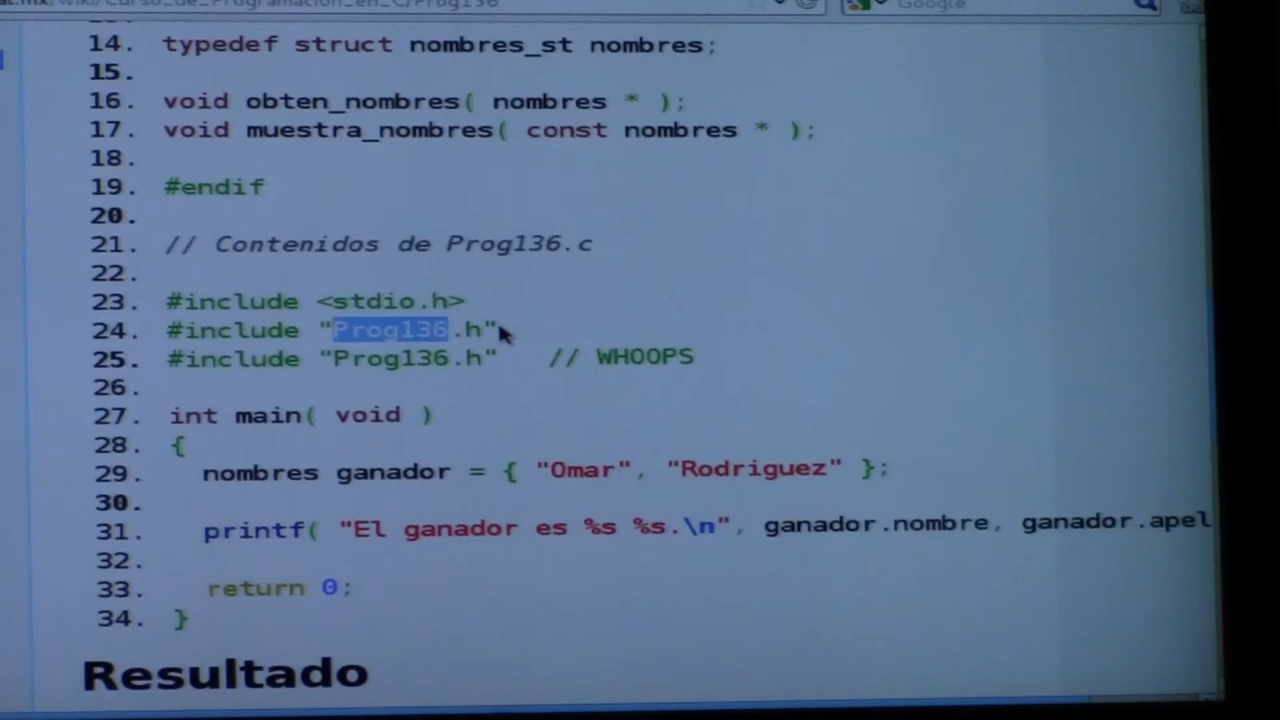 Google
14. typedef struct nombres_st nombres;
15.
16. void obten_nombres( nombres * );
17. void muestra_nombres( const nombres * );
18.
19. #endif
20.
21. // Contenidos de Prog136.c
22.
23. #include <stdio.h>
24. #include "Prog136.h"
25. #include "Prog136.h" // WHOOPS
26.
27. int main( void )
28. {
29. nombres ganador = { "Omar", "Rodriguez" };
30.
31. printf( "El ganador es %s %s.\n", ganador.nombre, ganador.apel
32.
33. return 0;
34. }
Resultado